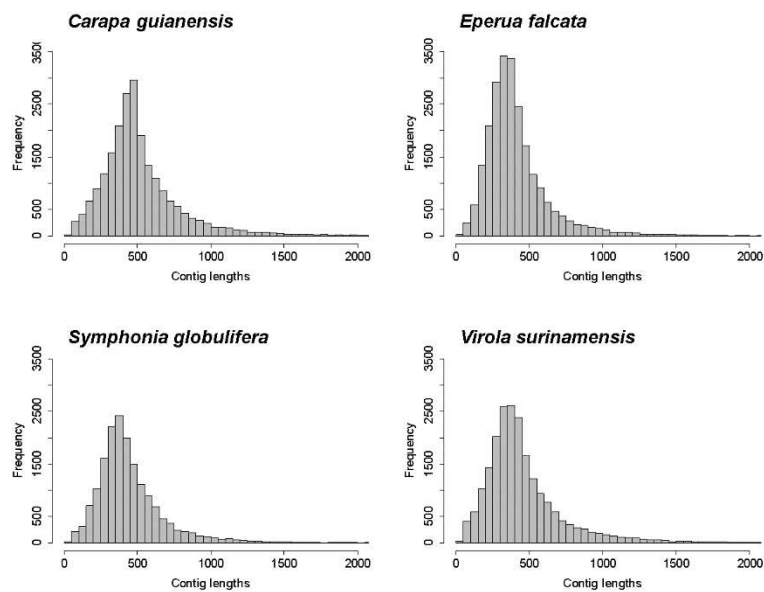 Carapa guianensis
Eperua falcata
3500
2500
1500
500
0
Frequency
0 500 1000 1500 2000
Contig lengths
3500
2500
1500
500
0
Frequency
0 500 1000 1500 2000
Contig lengths
Symphonia globulifera
Virola surinamensis
3500
2500
1500
500
0
Frequency
0 500 1000 1500 2000
Contig lengths
3500
2500
1500
500
0
Frequency
0 500 1000 1500 2000
Contig lengths